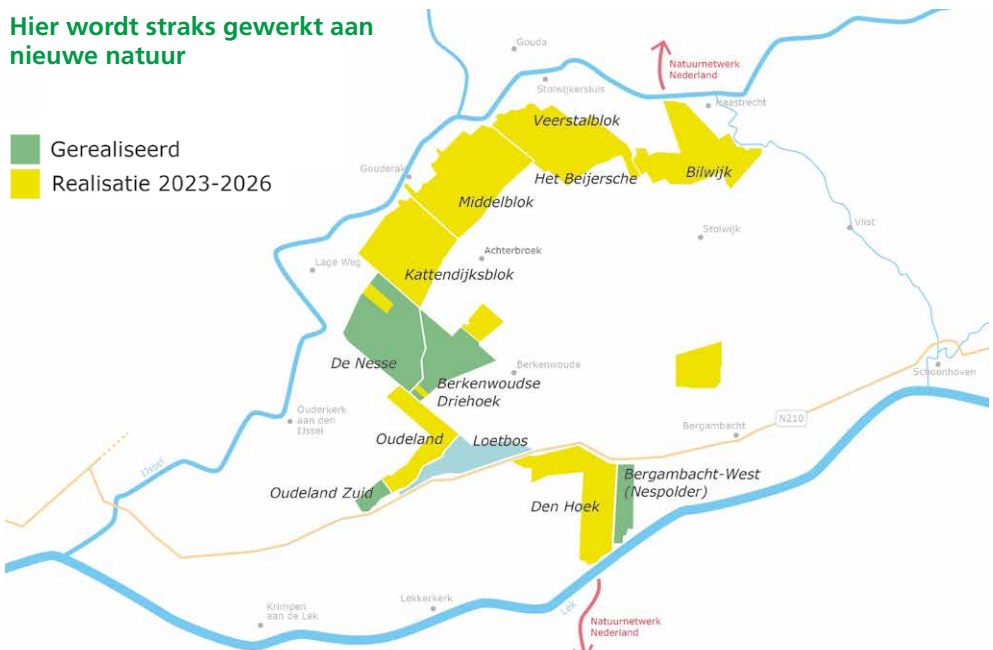 Hier wordt straks gewerkt aan
nieuwe natuur
Gerealiseerd
Realisatie 2023-2026
Gouda
Natuurnetwerk
Nederland
Stolwijkersluis
Haastrecht
Veerstalblok
Gouderak
Het Beijersche
Bilwijk
Middelblok
Vlist
Stolwijk
Achterbroek
Lage Weg
Kattendijksblok
De Nesse
Berkenwoude
Schoonhoven
Berkenwoudse
Driehoek
Ouderkerk
aan den
IJssel
N210
Bergambacht
Oudeland
Loetbos
IJssel
Oudeland Zuid
Bergambacht-West
(Nespolder)
Den Hoek
Krimpen
aan de Lek
Lekkerkerk
Lek
Natuurnetwerk
Nederland